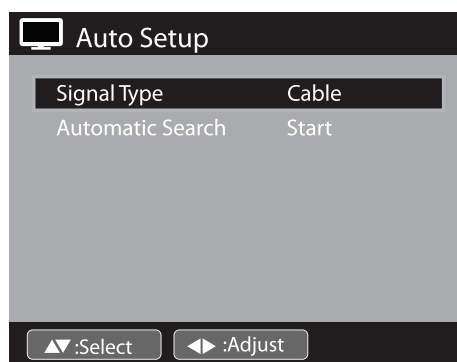 Auto Setup
Signal Type Cable
Automatic Search Start
▲▼ :Select ◀▶ :Adjust